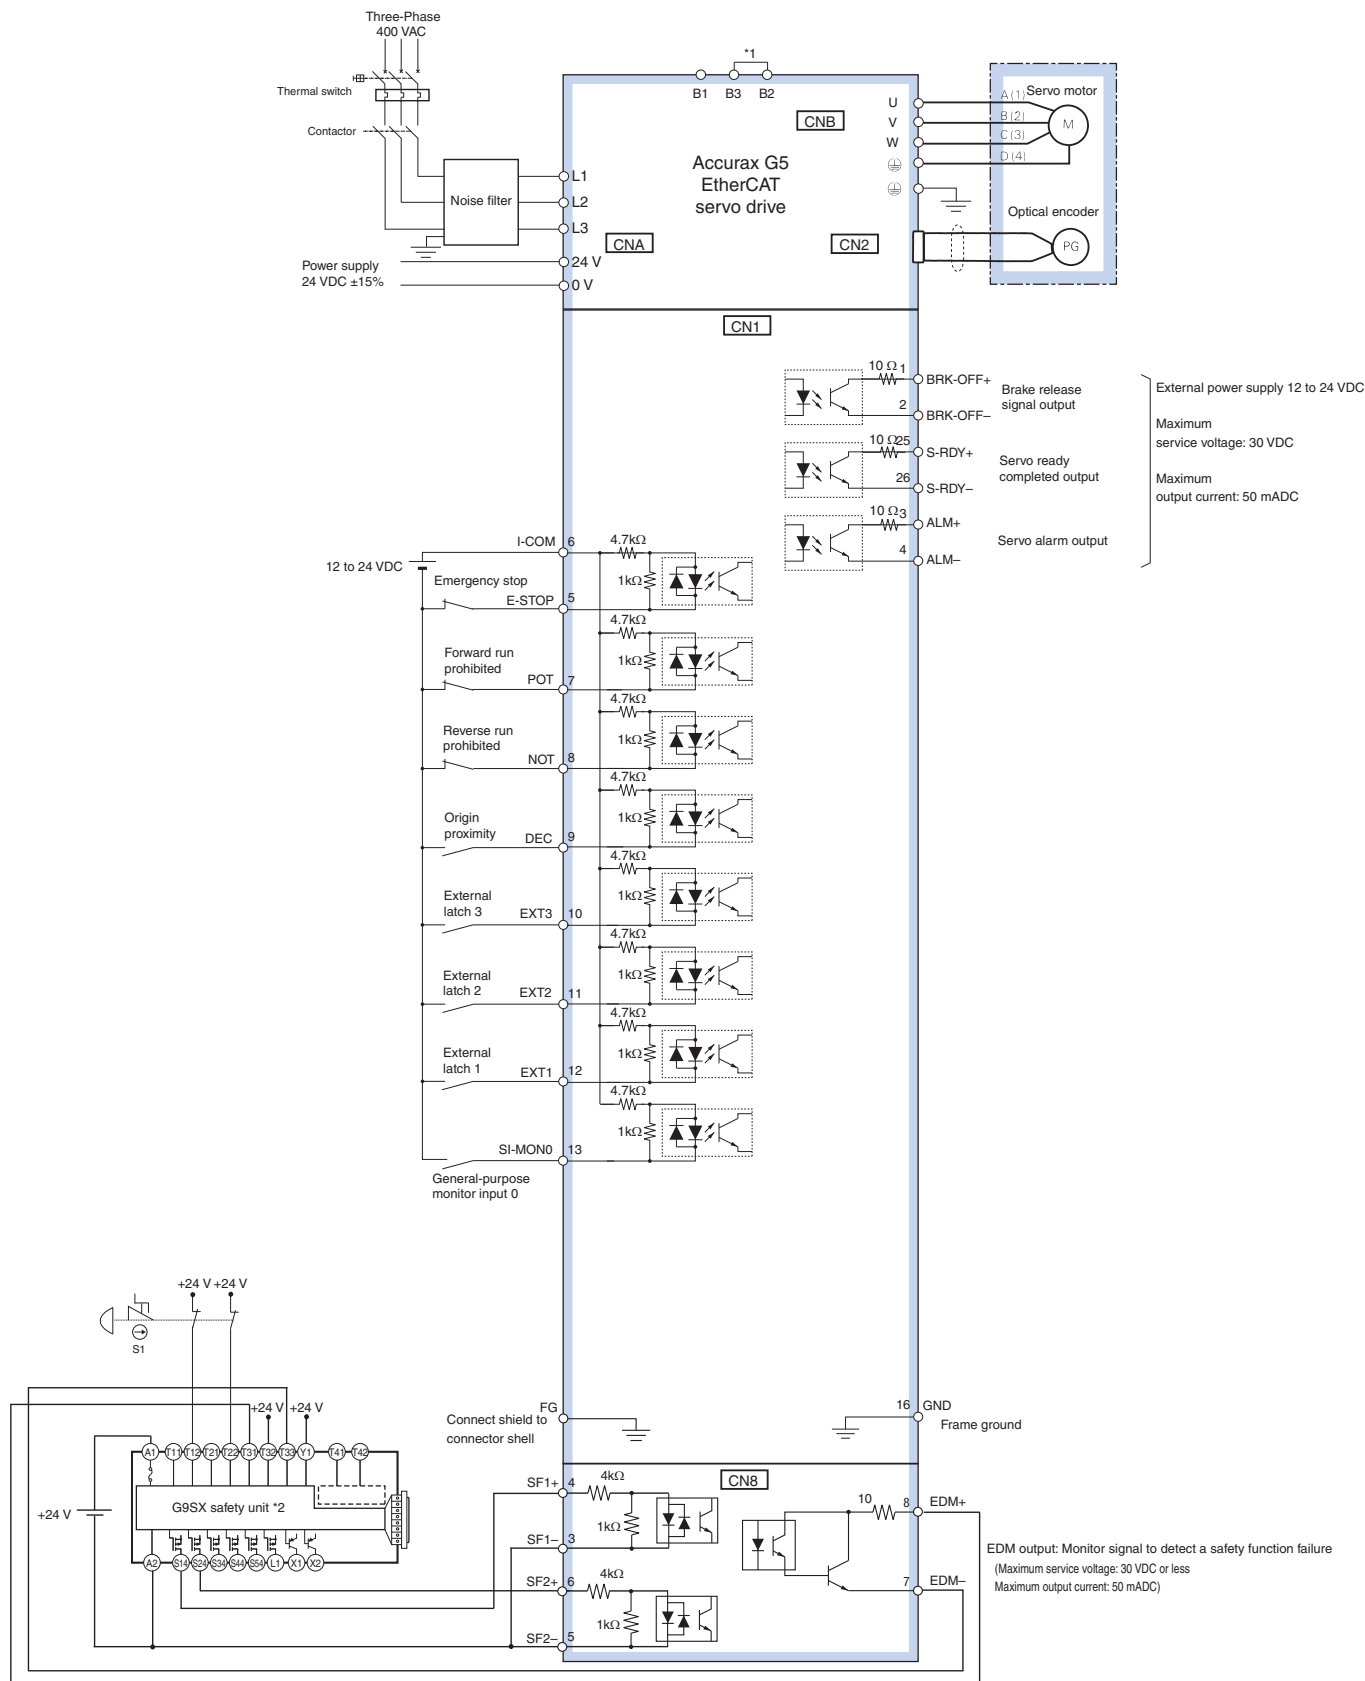 Three-Phase
400 VAC
Thermal switch
Contactor
Noise filter
L1
L2
L3
Power supply
24 VDC ±15%
24 V
0 V
CNA
*1
B1
B3
B2
CNB
Accurax G5
EtherCAT
servo drive
CN2
U
V
W
A (1)
B (2)
C (3)
D (4)
Servo motor
M
Optical encoder
PG
CN1
10 Ω
1
BRK-OFF+
2
BRK-OFF–
Brake release
signal output
10 Ω
25
S-RDY+
26
S-RDY–
Servo ready
completed output
10 Ω
3
ALM+
4
ALM–
Servo alarm output
External power supply 12 to 24 VDC
Maximum
service voltage: 30 VDC
Maximum
output current: 50 mADC
12 to 24 VDC
I-COM
6
4.7kΩ
1kΩ
Emergency stop
E-STOP
5
4.7kΩ
1kΩ
Forward run
prohibited
POT
7
4.7kΩ
1kΩ
Reverse run
prohibited
NOT
8
4.7kΩ
1kΩ
Origin
proximity
DEC
9
4.7kΩ
1kΩ
External
latch 3
EXT3
10
4.7kΩ
1kΩ
External
latch 2
EXT2
11
4.7kΩ
1kΩ
External
latch 1
EXT1
12
4.7kΩ
1kΩ
SI-MON0
13
General-purpose
monitor input 0
+24 V
+24 V
S1
FG
Connect shield to
connector shell
16
GND
Frame ground
+24 V
+24 V
A1
T11
T12
T21
T22
T31
T32
T33
Y1
T41
T42
+24 V
G9SX safety unit *2
A2
S14
S24
S34
S44
S54
L1
X1
X2
CN8
SF1+
4
4kΩ
1kΩ
SF1–
3
SF2+
6
4kΩ
1kΩ
SF2–
5
10
8
EDM+
7
EDM–
EDM output: Monitor signal to detect a safety function failure
(Maximum service voltage: 30 VDC or less
Maximum output current: 50 mADC)